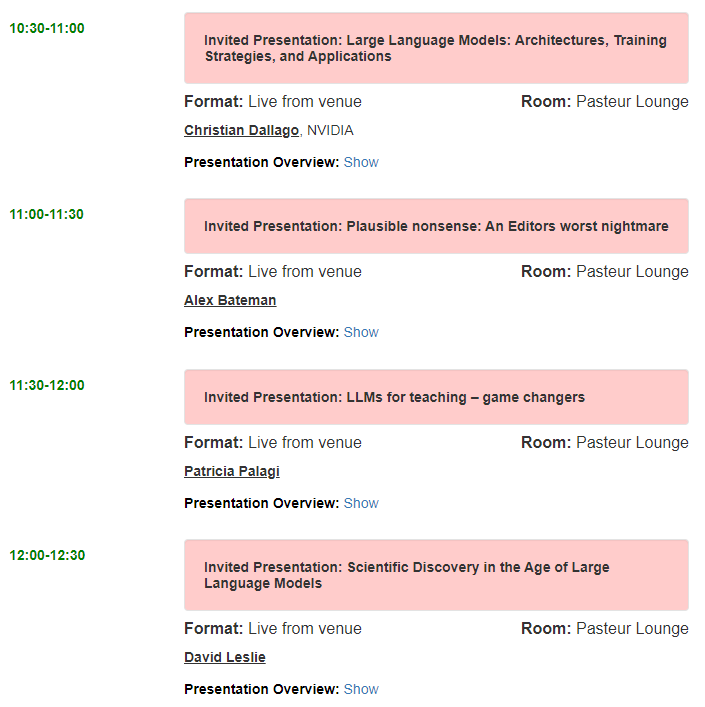 10:30-11:00
Invited Presentation: Large Language Models: Architectures, Training
Strategies, and Applications
Format: Live from venue Room: Pasteur Lounge
Christian Dallago, NVIDIA
Presentation Overview: Show
11:00-11:30
Invited Presentation: Plausible nonsense: An Editors worst nightmare
Format: Live from venue Room: Pasteur Lounge
Alex Bateman
Presentation Overview: Show
11:30-12:00
Invited Presentation: LLMs for teaching – game changers
Format: Live from venue Room: Pasteur Lounge
Patricia Palagi
Presentation Overview: Show
12:00-12:30
Invited Presentation: Scientific Discovery in the Age of Large
Language Models
Format: Live from venue Room: Pasteur Lounge
David Leslie
Presentation Overview: Show